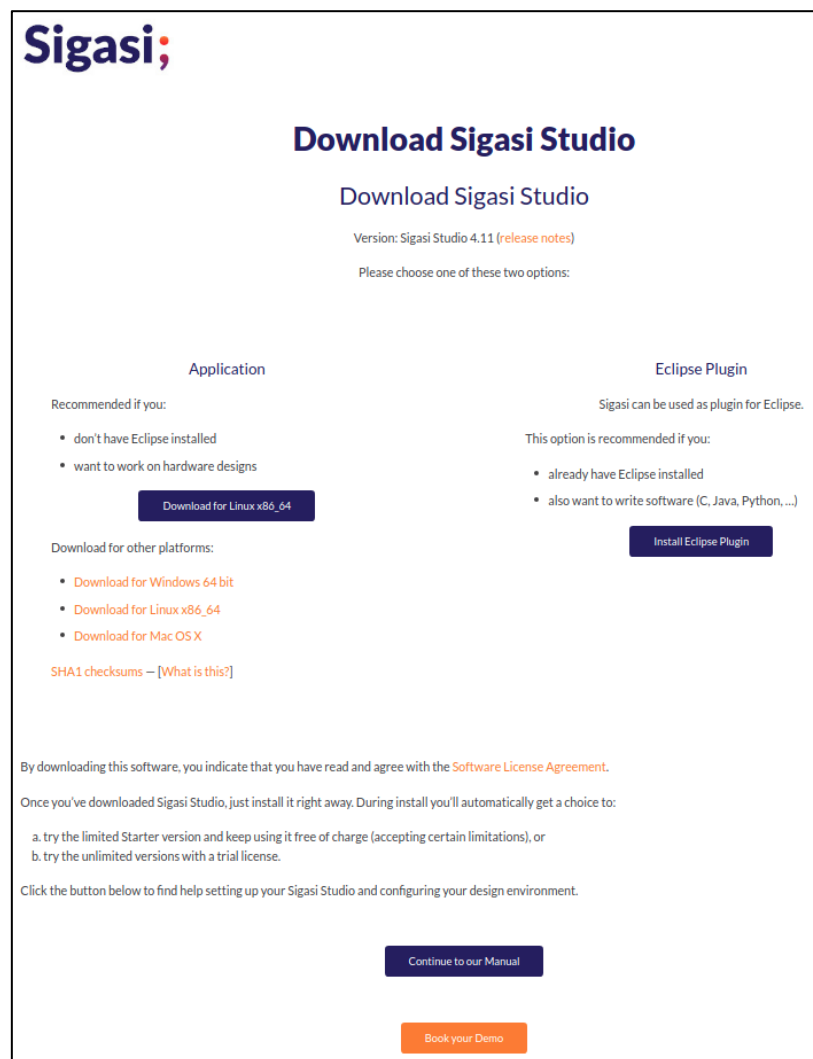 Sigasi;
Download Sigasi Studio
Download Sigasi Studio
Version: Sigasi Studio 4.11 (release notes)
Please choose one of these two options:
Application
Recommended if you:
• don't have Eclipse installed
• want to work on hardware designs
Download for Linux x86_64
Download for other platforms:
• Download for Windows 64 bit
• Download for Linux x86_64
• Download for Mac OS X
SHA1 checksums — [What is this?]
Eclipse Plugin
Sigasi can be used as plugin for Eclipse.
This option is recommended if you:
• already have Eclipse installed
• also want to write software (C, Java, Python, ...)
Install Eclipse Plugin
By downloading this software, you indicate that you have read and agree with the Software License Agreement.
Once you've downloaded Sigasi Studio, just install it right away. During install you'll automatically get a choice to:
a. try the limited Starter version and keep using it free of charge (accepting certain limitations), or
b. try the unlimited versions with a trial license.
Click the button below to find help setting up your Sigasi Studio and configuring your design environment.
Continue to our Manual
Book your Demo